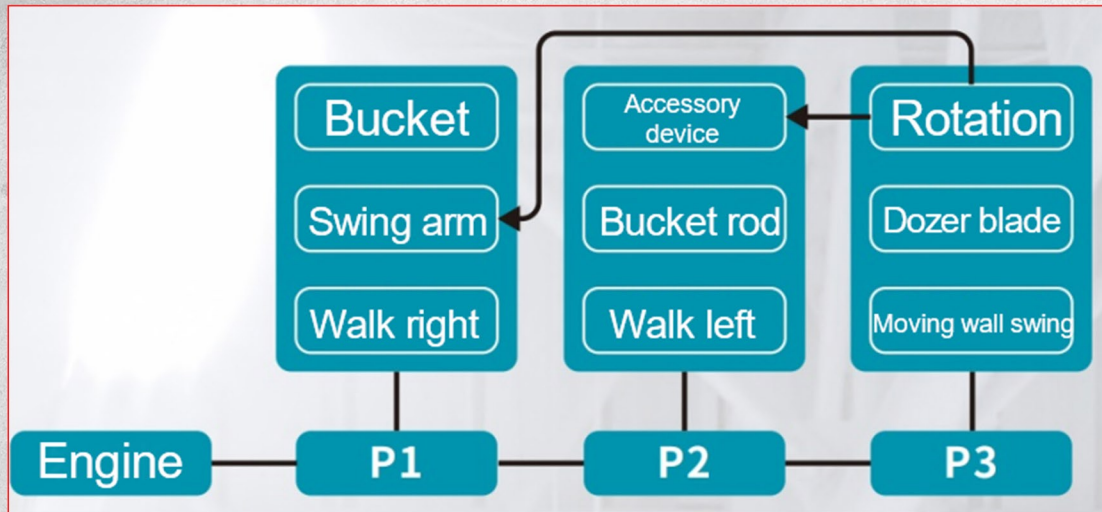 Bucket
Swing arm
Walk right
Accessory
device
Bucket rod
Walk left
Rotation
Dozer blade
Moving wall swing
Engine
P1
P2
P3